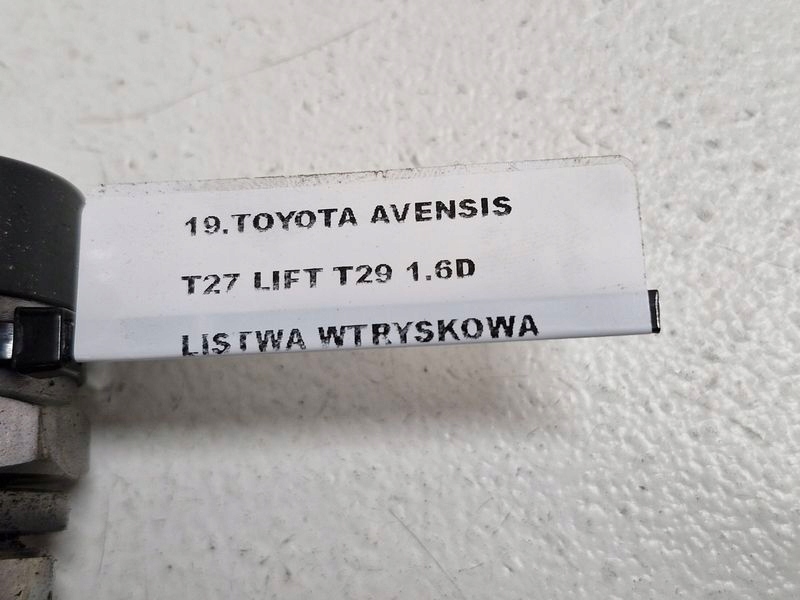 19.TOYOTA AVENSIS
T27 LIFT T29 1.6D
LISTWA WTRYSKOWA